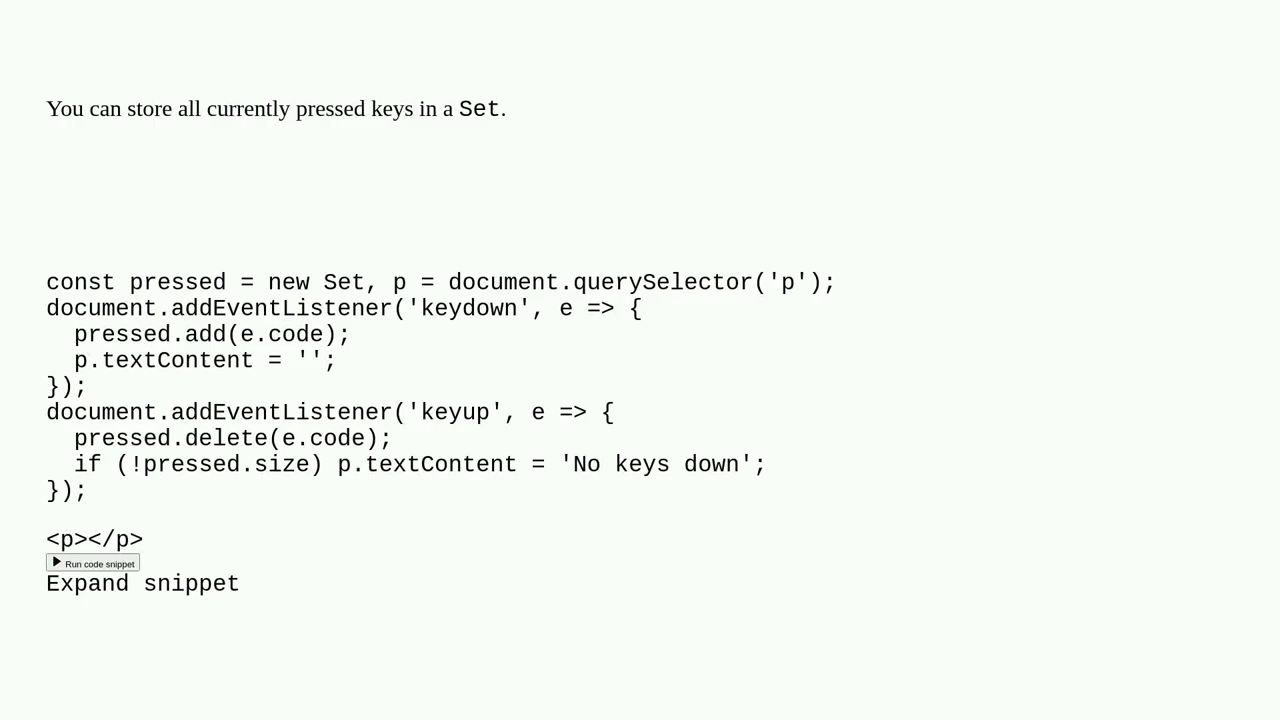 You can store all currently pressed keys in a Set.
const pressed = new Set, p = document.querySelector('p');
document.addEventListener('keydown', e => {
  pressed.add(e.code);
  p.textContent = '';
});
document.addEventListener('keyup', e => {
  pressed.delete(e.code);
  if (!pressed.size) p.textContent = 'No keys down';
});
<p></p>
Run code snippet
Expand snippet